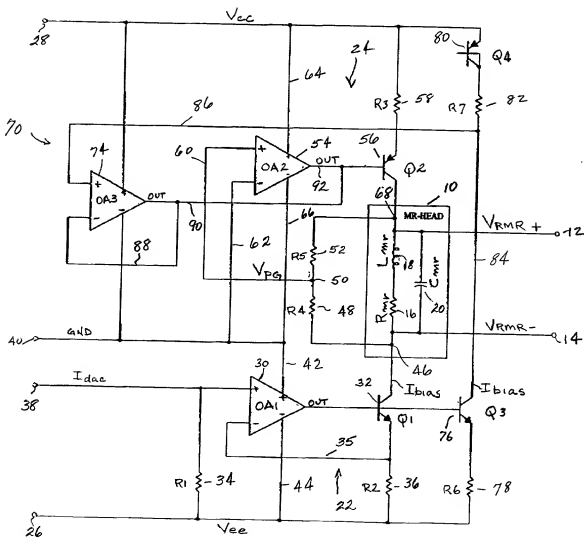 Vcc
28
24
80
Q4
64
R3
58
R7
82
86
70
60
54
56
74
+
OA2
OUT
92
Q2
10
+
OA3
OUT
90
68
MR-HEAD
VRMR+
12
66
62
R5
52
Lmr
18
Cmr
84
88
VPG
50
R4
48
Rmr
16
20
VRMR-
14
40
GND
42
46
Idac
30
32
Ibias
Ibias
38
+
OA1
OUT
Q1
76
Q3
35
R1
34
44
22
R2
36
R6
78
26
Vee